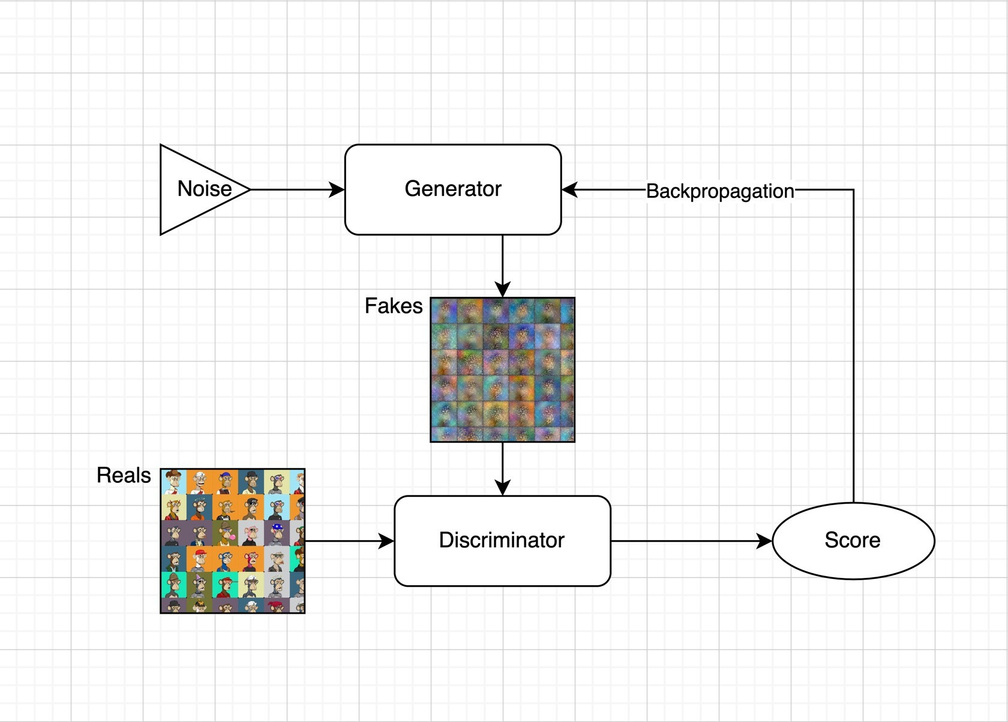 Noise
Generator
Backpropagation
Fakes
Reals
Discriminator
Score